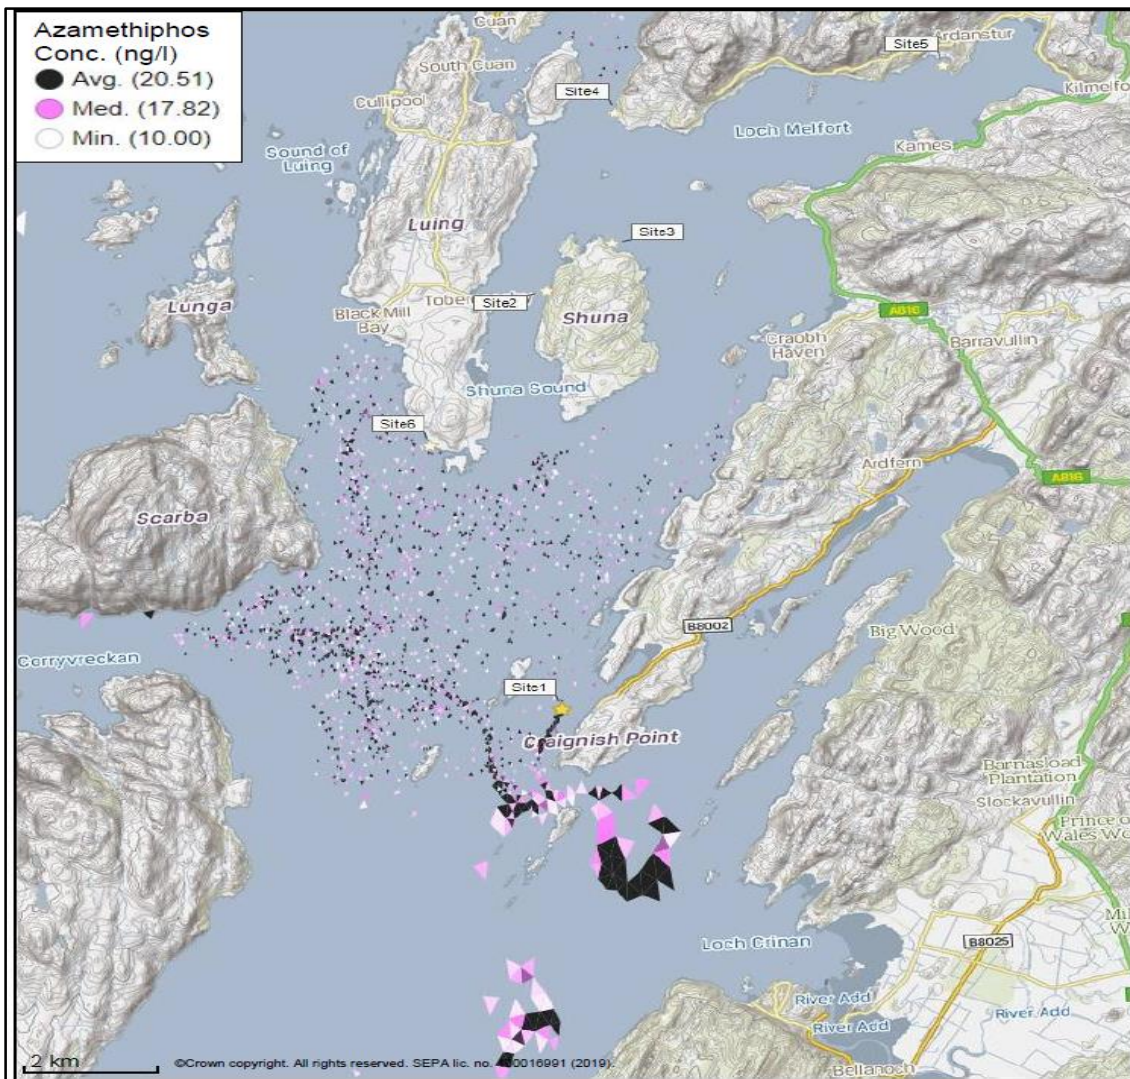 Azamethiphos
Conc. (ng/l)
Avg. (20.51)
Med. (17.82)
Min. (10.00)
Cuan
South Cuan
Cullipool
Sound of
Luing
Luing
Lunga
Black Mill
Bay
Site5
Ardanstur
Site4
Kilmelfo
Loch Melfort
Kames
Site3
Site2
Shuna
A816
Craobh
Haven
Barravullin
Shuna Sound
Site6
Ardfern
A816
Scarba
B8002
Big Wood
Corryvreckan
Site1
Craignish Point
Barnasload
Plantation
Slockavullin
Prince o
Wales Wo
Loch Crinan
B8025
River Add
River Add
River Add
Bellanoch
2 km
©Crown copyright. All rights reserved. SEPA lic. no. 00016991 (2019).